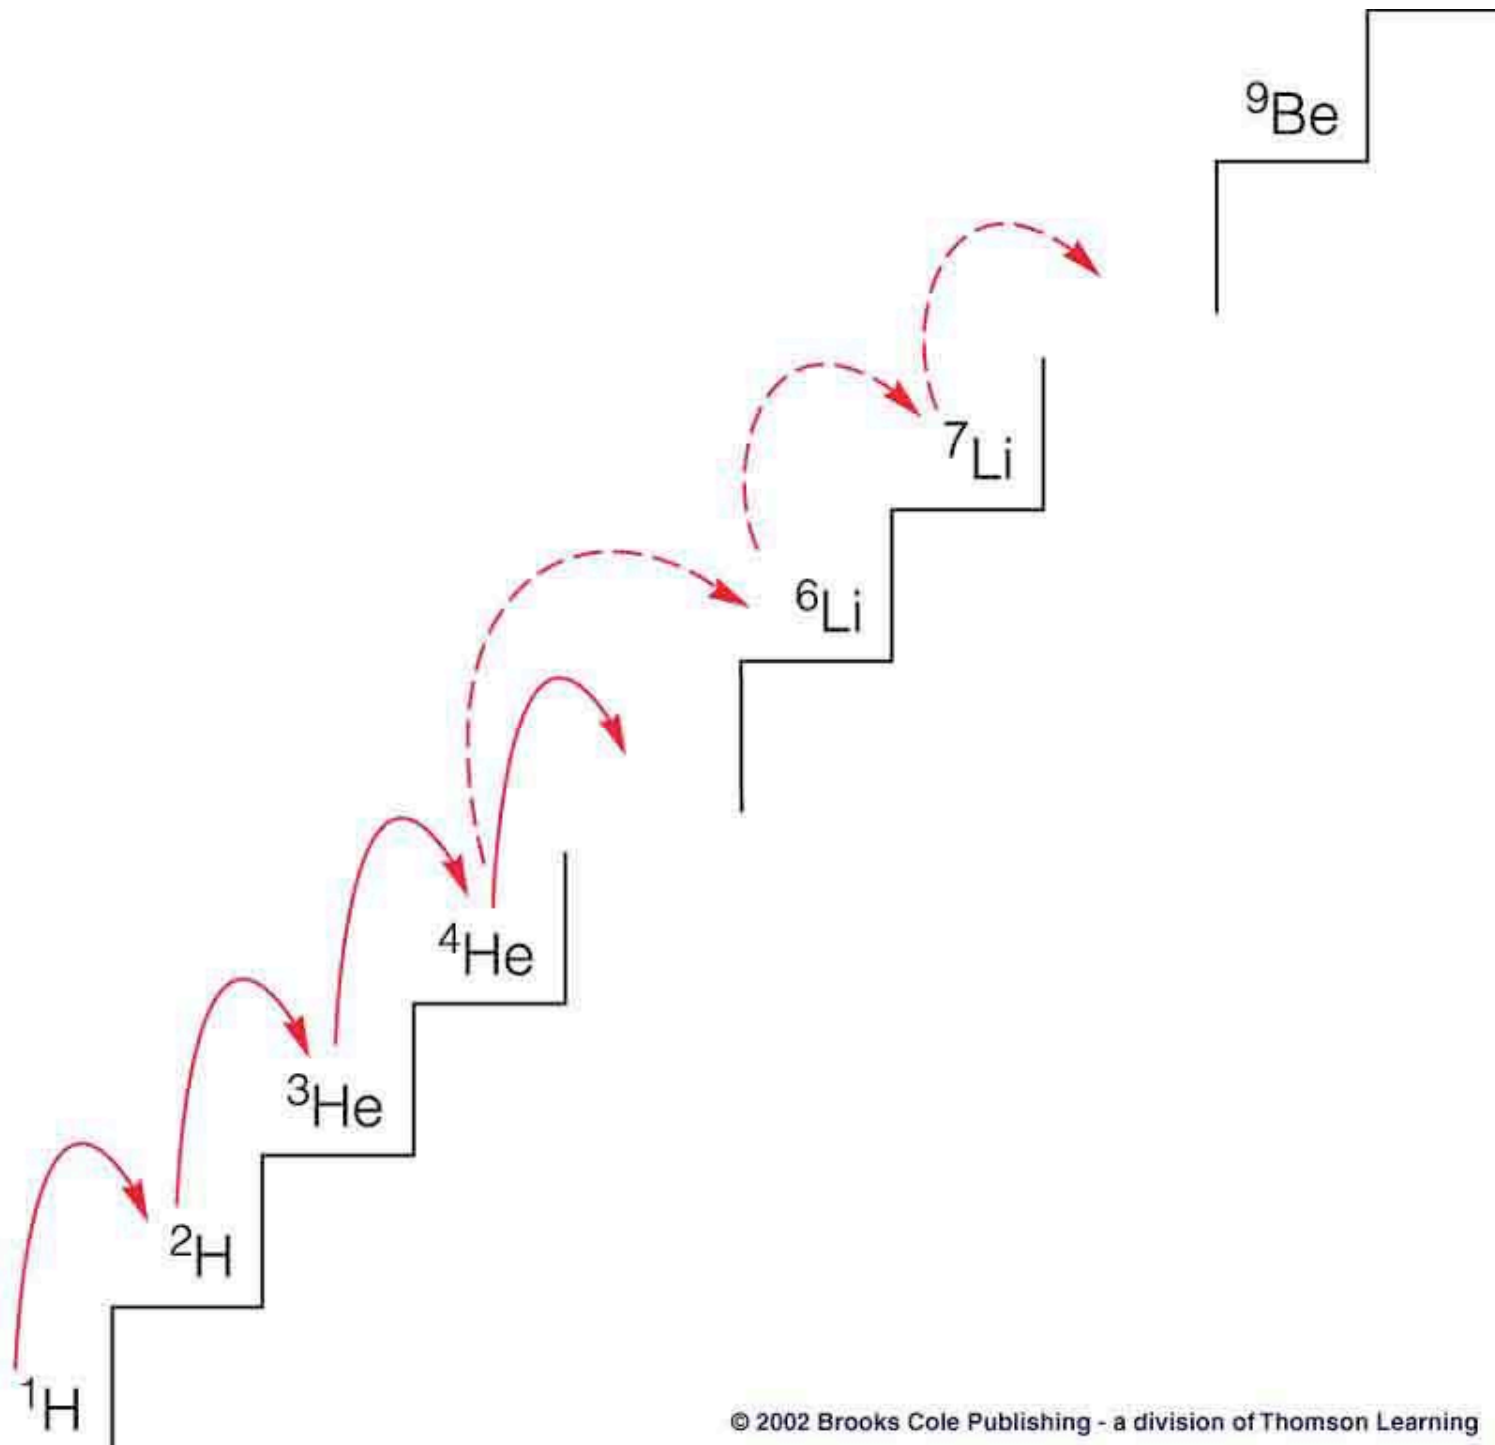 ⁹Be
⁷Li
⁶Li
⁴He
³He
²H
¹H
© 2002 Brooks Cole Publishing - a division of Thomson Learning